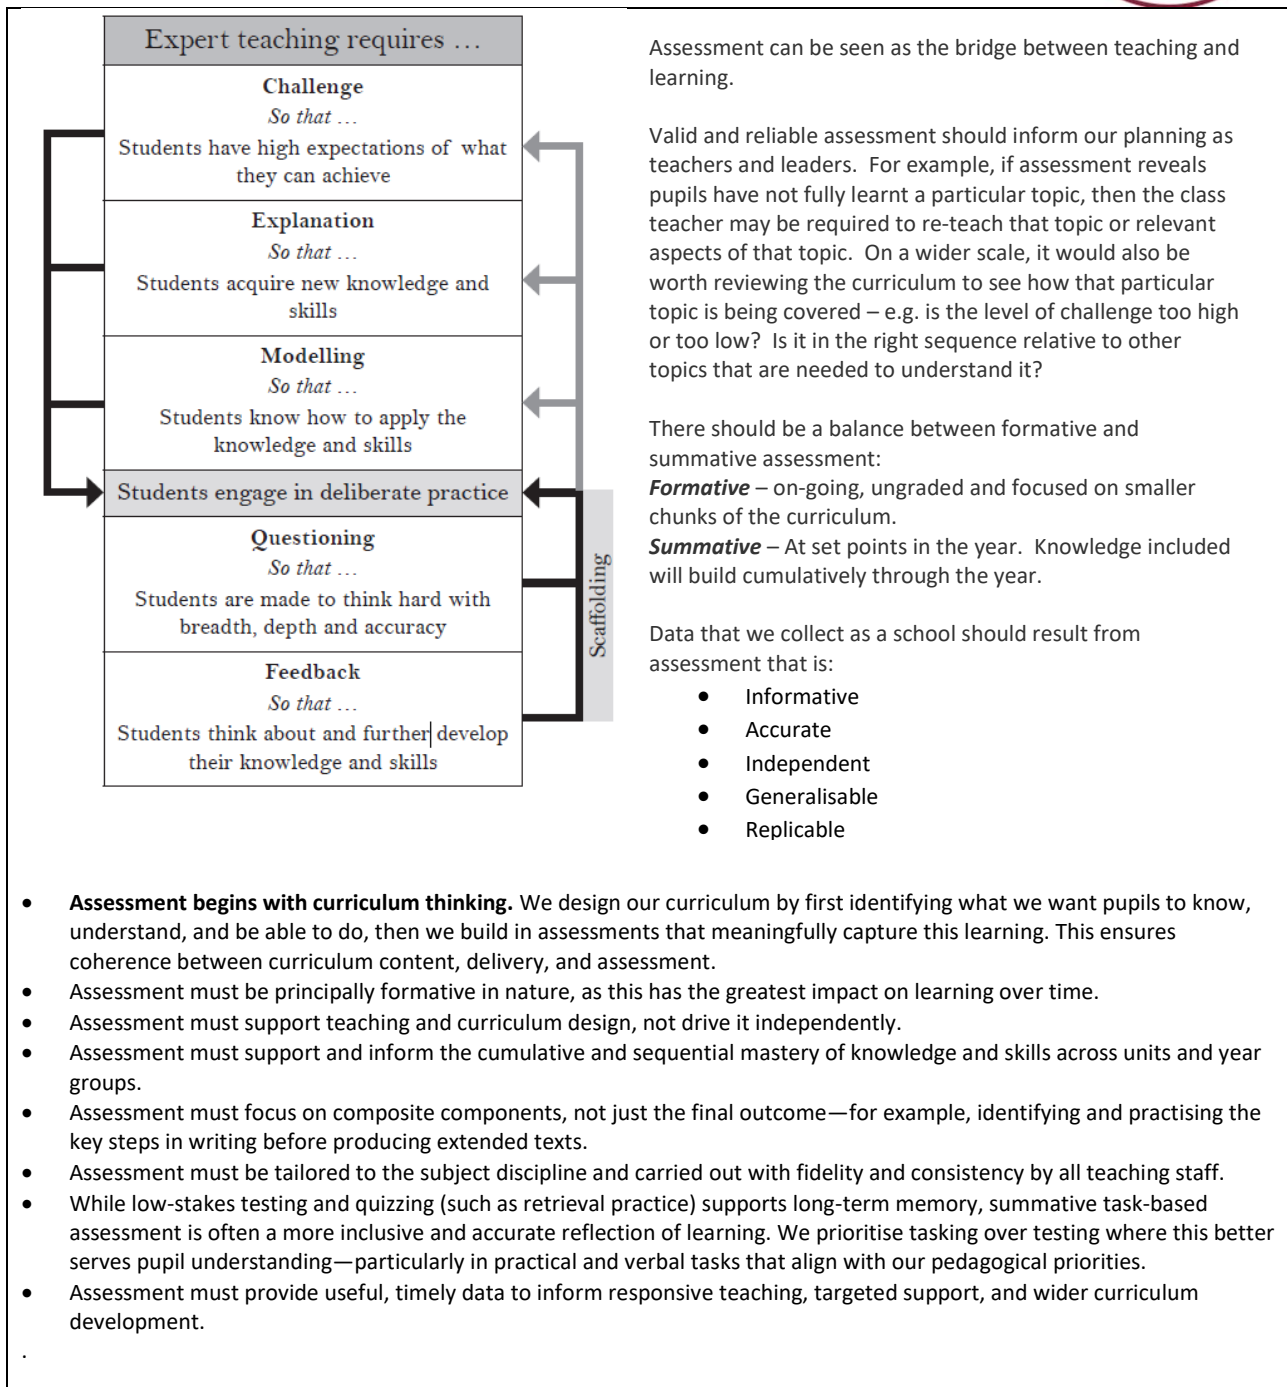 Expert teaching requires …
Challenge
So that …
Students have high expectations of what
they can achieve
Explanation
So that …
Students acquire new knowledge and
skills
Modelling
So that …
Students know how to apply the
knowledge and skills
Students engage in deliberate practice
Questioning
So that …
Students are made to think hard with
breadth, depth and accuracy
Feedback
So that …
Students think about and further develop
their knowledge and skills
Scaffolding
Assessment can be seen as the bridge between teaching and
learning.
Valid and reliable assessment should inform our planning as
teachers and leaders.  For example, if assessment reveals
pupils have not fully learnt a particular topic, then the class
teacher may be required to re-teach that topic or relevant
aspects of that topic.  On a wider scale, it would also be
worth reviewing the curriculum to see how that particular
topic is being covered – e.g. is the level of challenge too high
or too low?  Is it in the right sequence relative to other
topics that are needed to understand it?
There should be a balance between formative and
summative assessment:
Formative – on-going, ungraded and focused on smaller
chunks of the curriculum.
Summative – At set points in the year.  Knowledge included
will build cumulatively through the year.
Data that we collect as a school should result from
assessment that is:
• Informative
• Accurate
• Independent
• Generalisable
• Replicable
• Assessment begins with curriculum thinking. We design our curriculum by first identifying what we want pupils to know,
understand, and be able to do, then we build in assessments that meaningfully capture this learning. This ensures
coherence between curriculum content, delivery, and assessment.
• Assessment must be principally formative in nature, as this has the greatest impact on learning over time.
• Assessment must support teaching and curriculum design, not drive it independently.
• Assessment must support and inform the cumulative and sequential mastery of knowledge and skills across units and year
groups.
• Assessment must focus on composite components, not just the final outcome—for example, identifying and practising the
key steps in writing before producing extended texts.
• Assessment must be tailored to the subject discipline and carried out with fidelity and consistency by all teaching staff.
• While low-stakes testing and quizzing (such as retrieval practice) supports long-term memory, summative task-based
assessment is often a more inclusive and accurate reflection of learning. We prioritise tasking over testing where this better
serves pupil understanding—particularly in practical and verbal tasks that align with our pedagogical priorities.
• Assessment must provide useful, timely data to inform responsive teaching, targeted support, and wider curriculum
development.
.